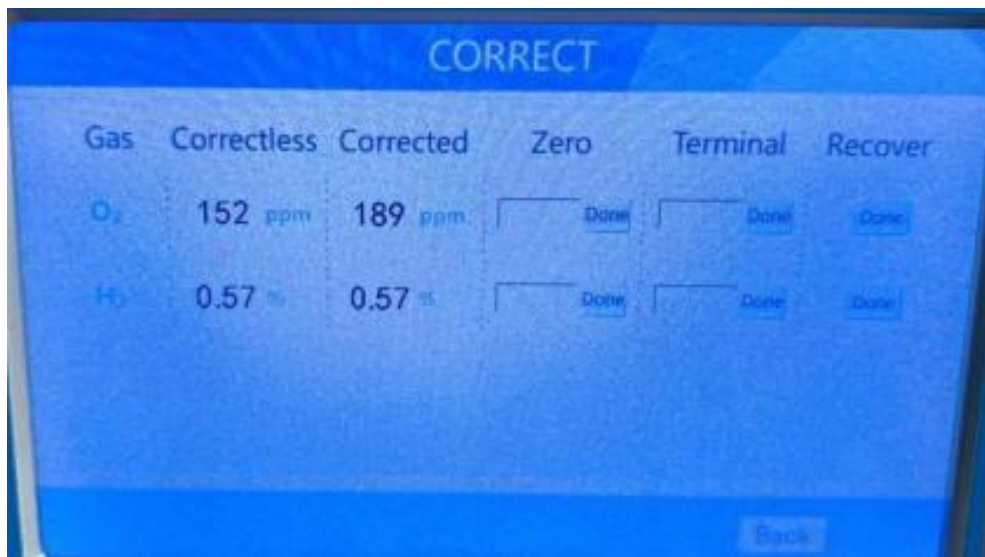 CORRECT
Gas Correctless Corrected Zero Terminal Recover
O₂ 152 ppm 189 ppm Done Done Done
H₂ 0.57 % 0.57 % Done Done Done
Back